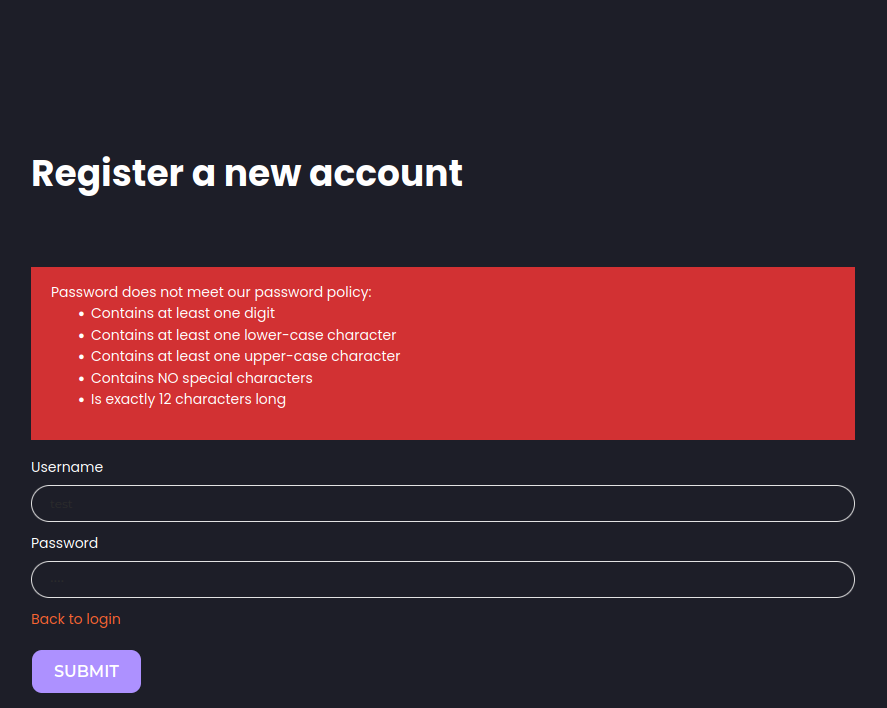 Register a new account
Password does not meet our password policy:
• Contains at least one digit
• Contains at least one lower-case character
• Contains at least one upper-case character
• Contains NO special characters
• Is exactly 12 characters long
Username
test
Password
Back to login
SUBMIT